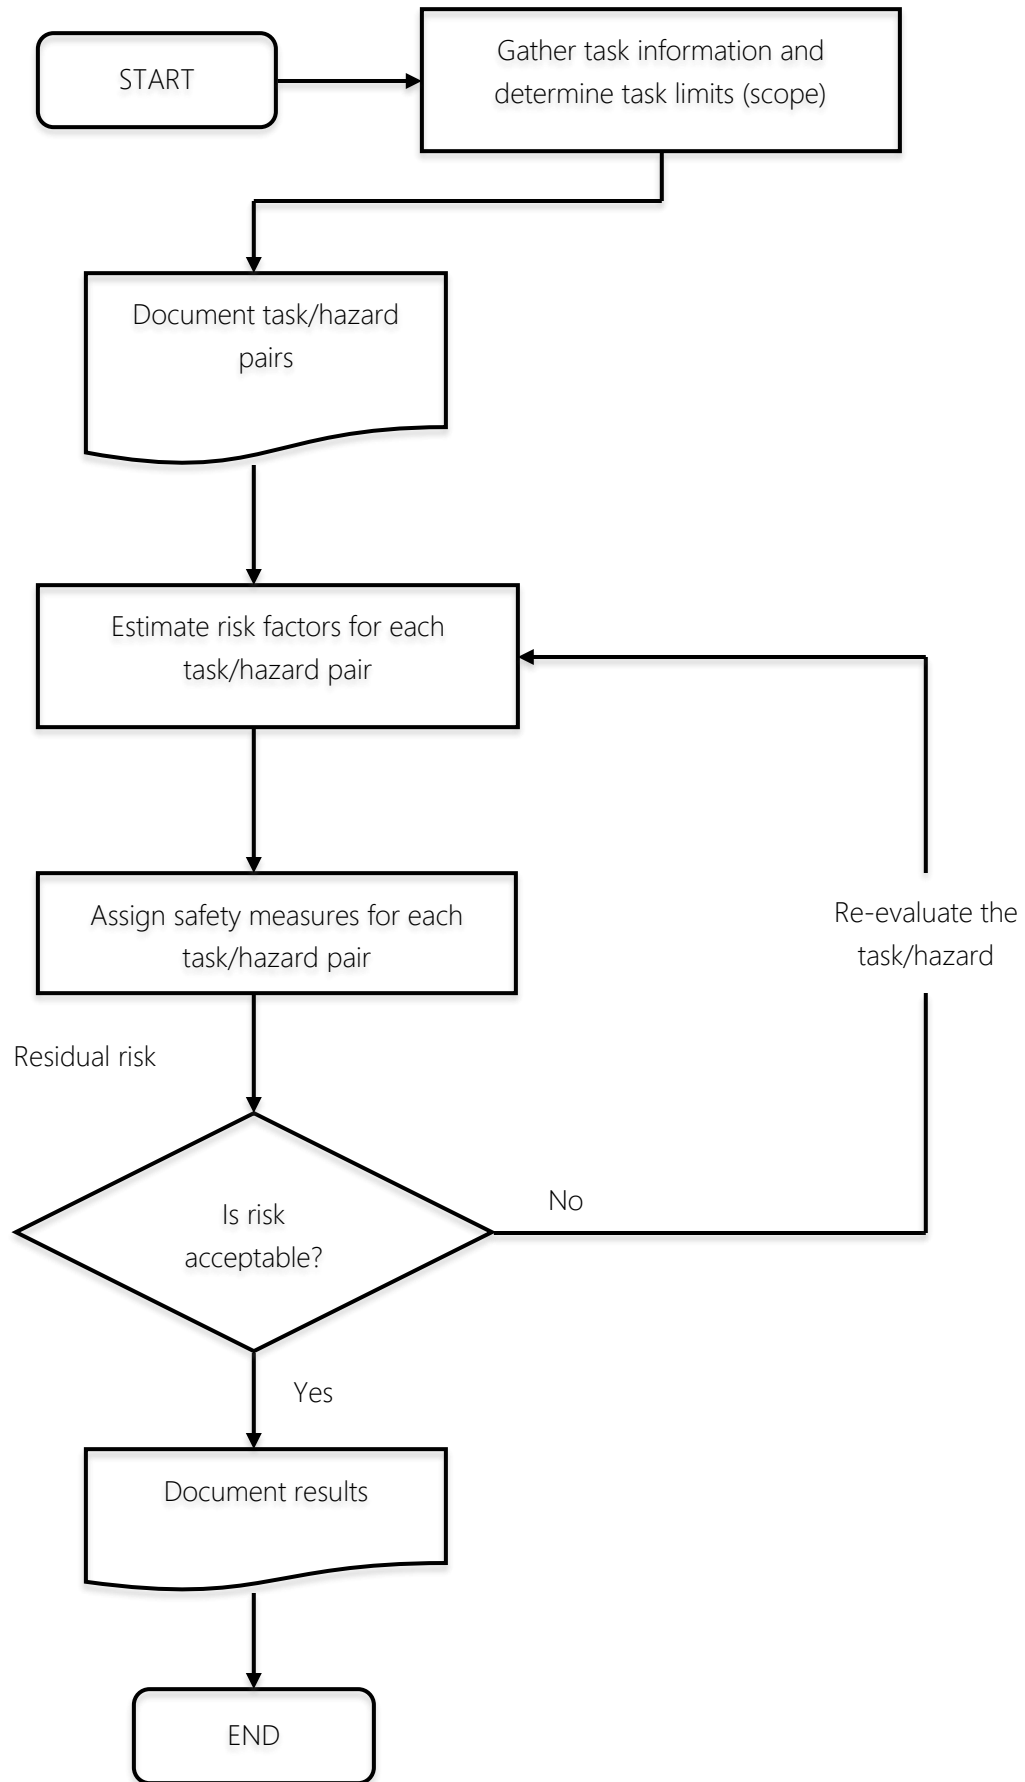 START
Gather task information and
determine task limits (scope)
Document task/hazard
pairs
Estimate risk factors for each
task/hazard pair
Assign safety measures for each
task/hazard pair
Re-evaluate the
task/hazard
Residual risk
Is risk
acceptable?
No
Yes
Document results
END